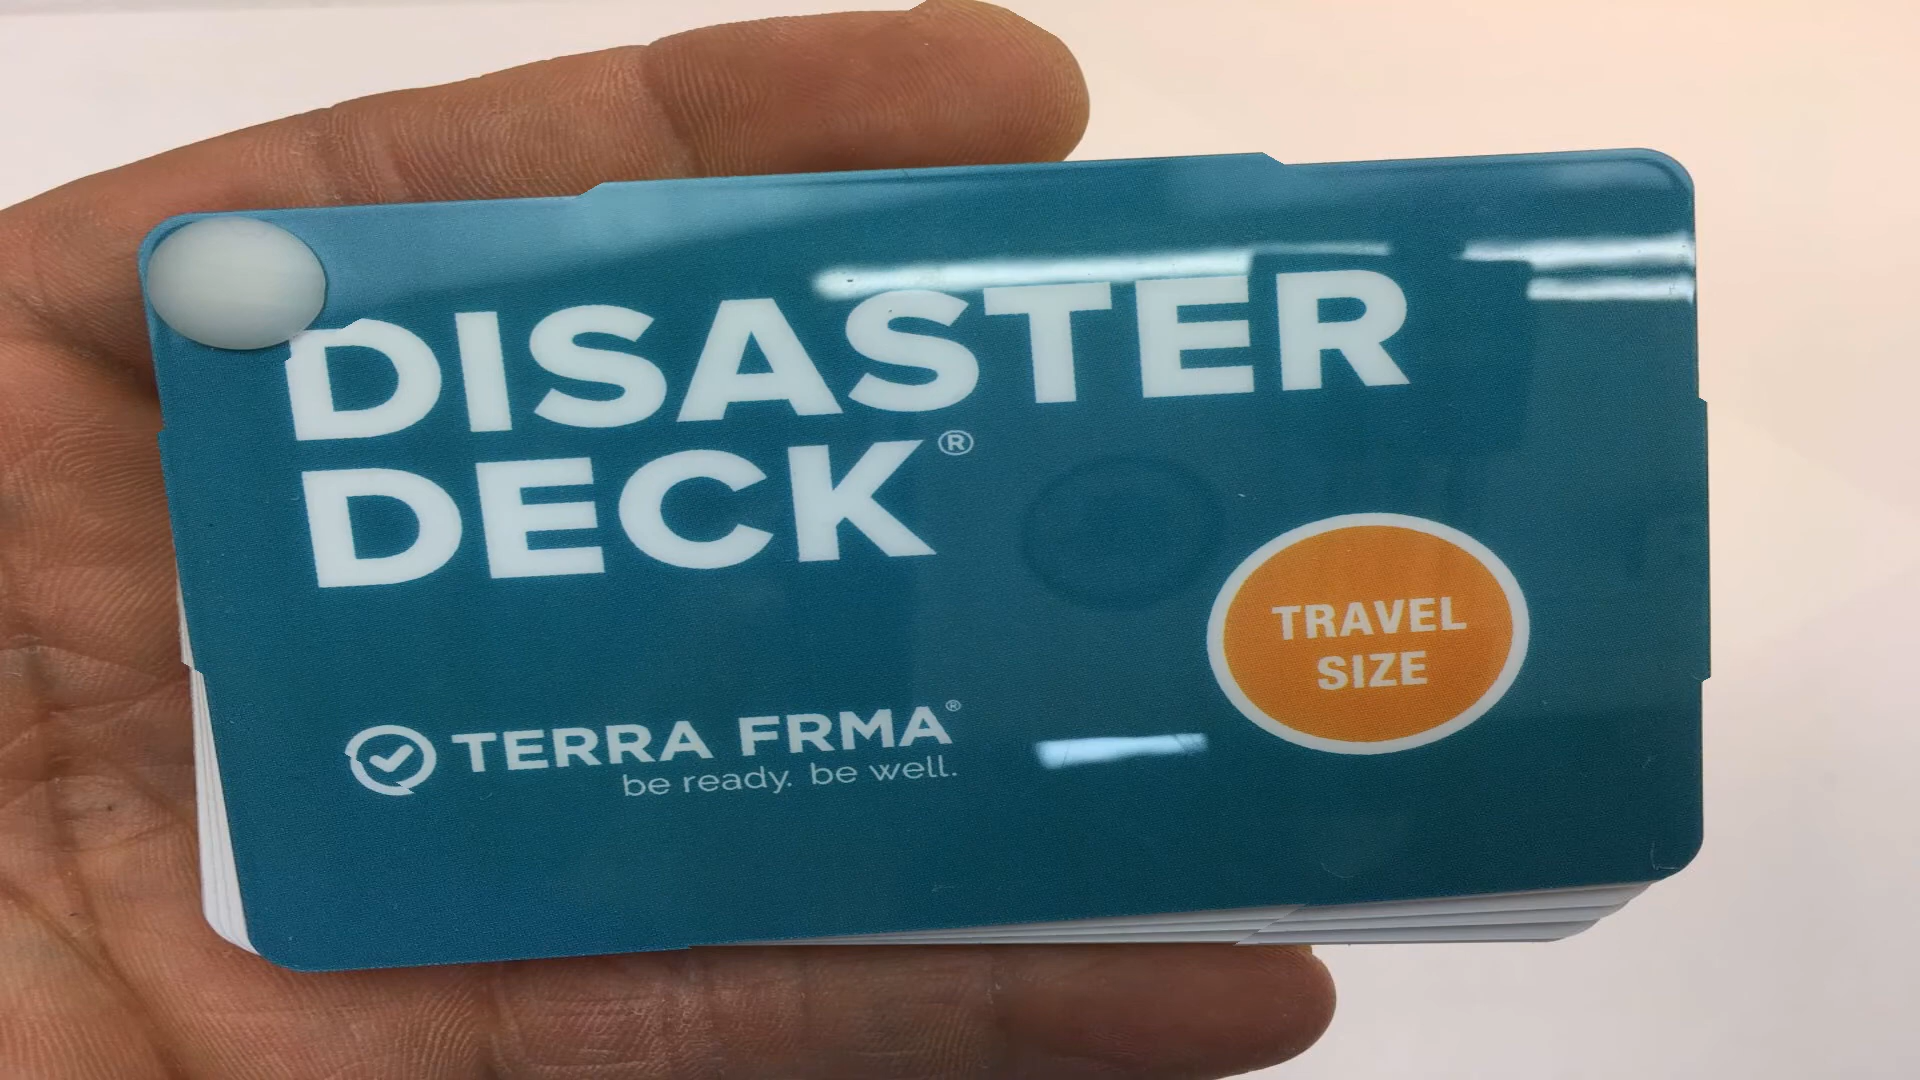 DISASTER
DECK®
TRAVEL
SIZE
TERRA FRMA®
be ready. be well.